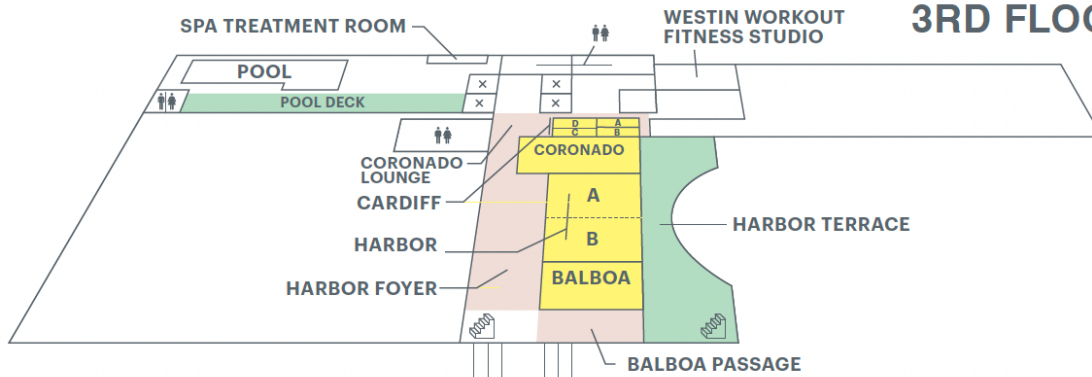 3RD FLOO
SPA TREATMENT ROOM
WESTIN WORKOUT
FITNESS STUDIO
POOL
POOL DECK
D A
C B
CORONADO
CORONADO
LOUNGE
CARDIFF
A
HARBOR
B
HARBOR TERRACE
BALBOA
HARBOR FOYER
BALBOA PASSAGE